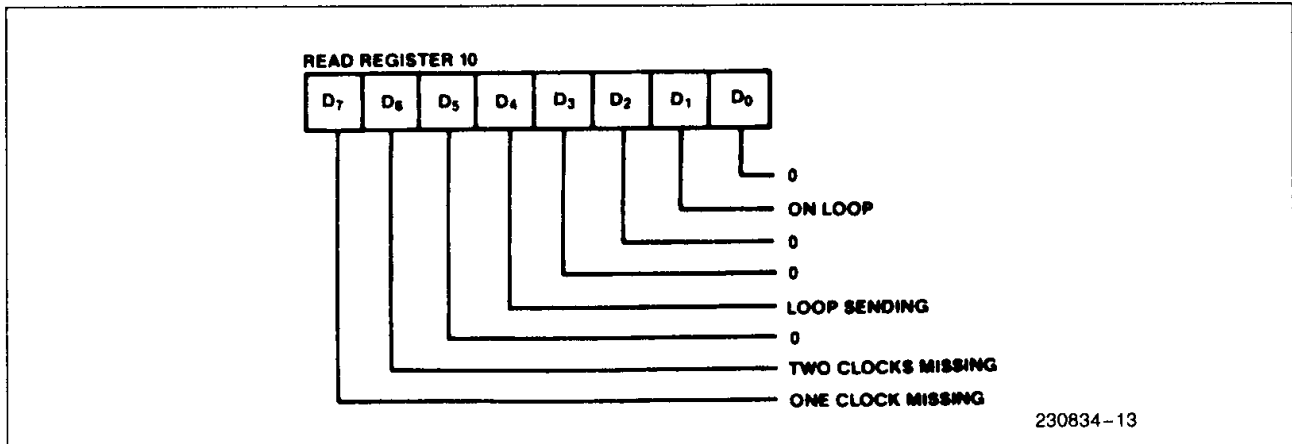 READ REGISTER 10
D7 D6 D5 D4 D3 D2 D1 D0
0
ON LOOP
0
0
LOOP SENDING
0
TWO CLOCKS MISSING
ONE CLOCK MISSING
230834-13